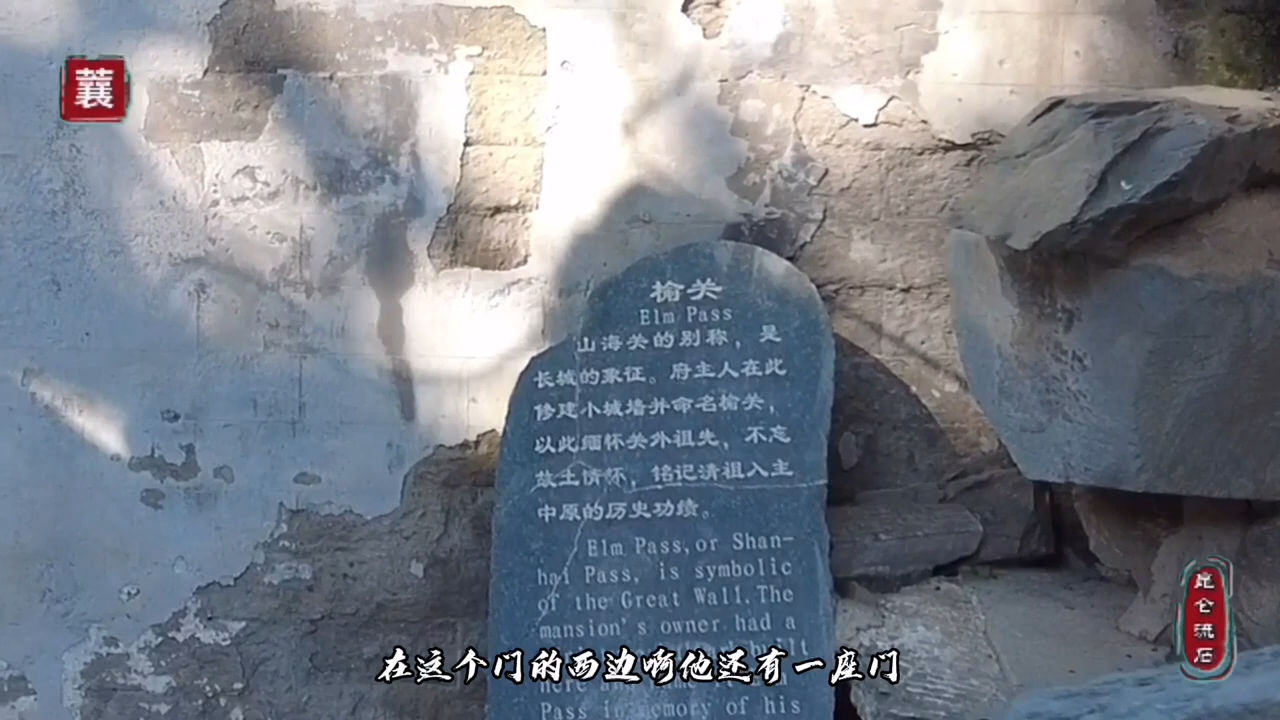 蓑
榆关
Elm Pass
山海关的别称，是
长城的象征。府主人在此
修建小城墙并命名榆关，
以此缅怀关外祖先，不忘
故土情怀，铭记清祖入主
中原的历史功绩。
Elm Pass, or Shan-
hai Pass, is symbolic
of the Great Wall. The
mansion's owner had a
在这个门的西边啊他还有一座门
Pass in memory of his
昆仑流石